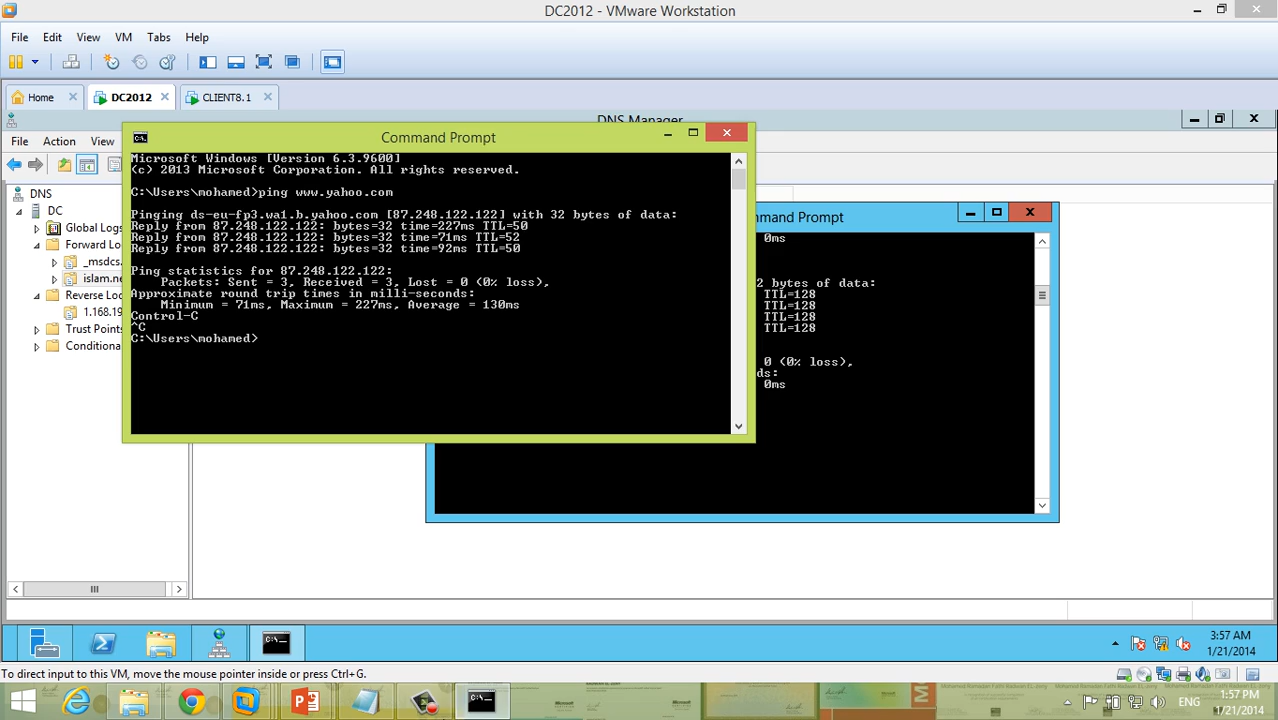 DC2012 - VMware Workstation
File Edit View VM Tabs Help
Home DC2012 CLIENT8.1
DNS Manager
File Action View
Command Prompt
Microsoft Windows [Version 6.3.9600]
(c) 2013 Microsoft Corporation. All rights reserved.
C:\Users\mohamed>ping www.yahoo.com
Pinging ds-eu-fp3.wa1.b.yahoo.com [87.248.122.122] with 32 bytes of data:
Reply from 87.248.122.122: bytes=32 time=227ms TTL=50
Reply from 87.248.122.122: bytes=32 time=71ms TTL=52
Reply from 87.248.122.122: bytes=32 time=92ms TTL=50
Ping statistics for 87.248.122.122:
Packets: Sent = 3, Received = 3, Lost = 0 (0% loss),
Approximate round trip times in milli-seconds:
Minimum = 71ms, Maximum = 227ms, Average = 130ms
Control-C
^C
C:\Users\mohamed>
DNS
DC
Global Logs
Forward Lo
_msdcs.
islam.ne
Reverse Lo
1.168.19
Trust Points
Conditiona
mmand Prompt
0ms
2 bytes of data:
TTL=128
TTL=128
TTL=128
TTL=128
0 (0% loss),
ds:
0ms
3:57 AM
1/21/2014
To direct input to this VM, move the mouse pointer inside or press Ctrl+G.
ENG
1:57 PM
1/21/2014